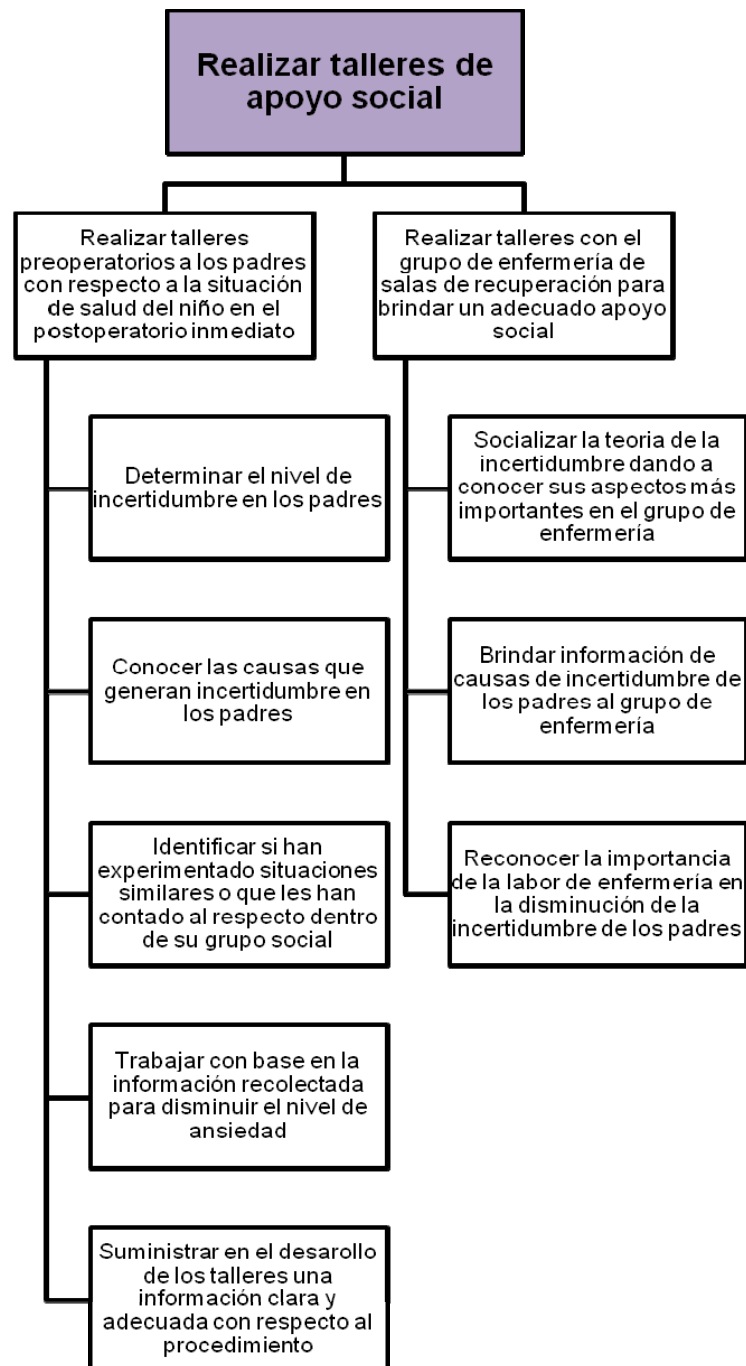 Realizar talleres de
apoyo social
Realizar talleres
preoperatorios a los padres
con respecto a la situación
de salud del niño en el
postoperatorio inmediato
Realizar talleres con el
grupo de enfermería de
salas de recuperación para
brindar un adecuado apoyo
social
Determinar el nivel de
incertidumbre en los padres
Conocer las causas que
generan incertidumbre en
los padres
Identificar si han
experimentado situaciones
similares o que les han
contado al respecto dentro
de su grupo social
Trabajar con base en la
información recolectada
para disminuir el nivel de
ansiedad
Suministrar en el desarollo
de los talleres una
información clara y
adecuada con respecto al
procedimiento
Socializar la teoria de la
incertidumbre dando a
conocer sus aspectos más
importantes en el grupo de
enfermería
Brindar información de
causas de incertidumbre de
los padres al grupo de
enfermería
Reconocer la importancia
de la labor de enfermería en
la disminución de la
incertidumbre de los padres